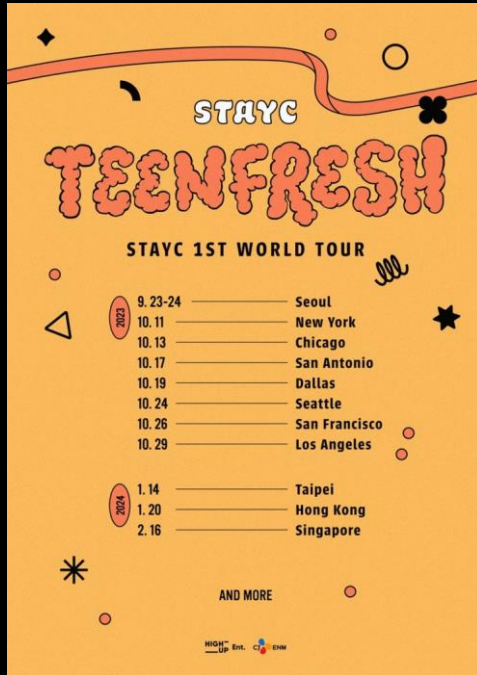 STAYC
TEENFRESH
STAYC 1ST WORLD TOUR
2023
9. 23-24 Seoul
10. 11 New York
10. 13 Chicago
10. 17 San Antonio
10. 19 Dallas
10. 24 Seattle
10. 26 San Francisco
10. 29 Los Angeles
2024
1. 14 Taipei
1. 20 Hong Kong
2. 16 Singapore
AND MORE
HIGH UP Ent. CJ ENM